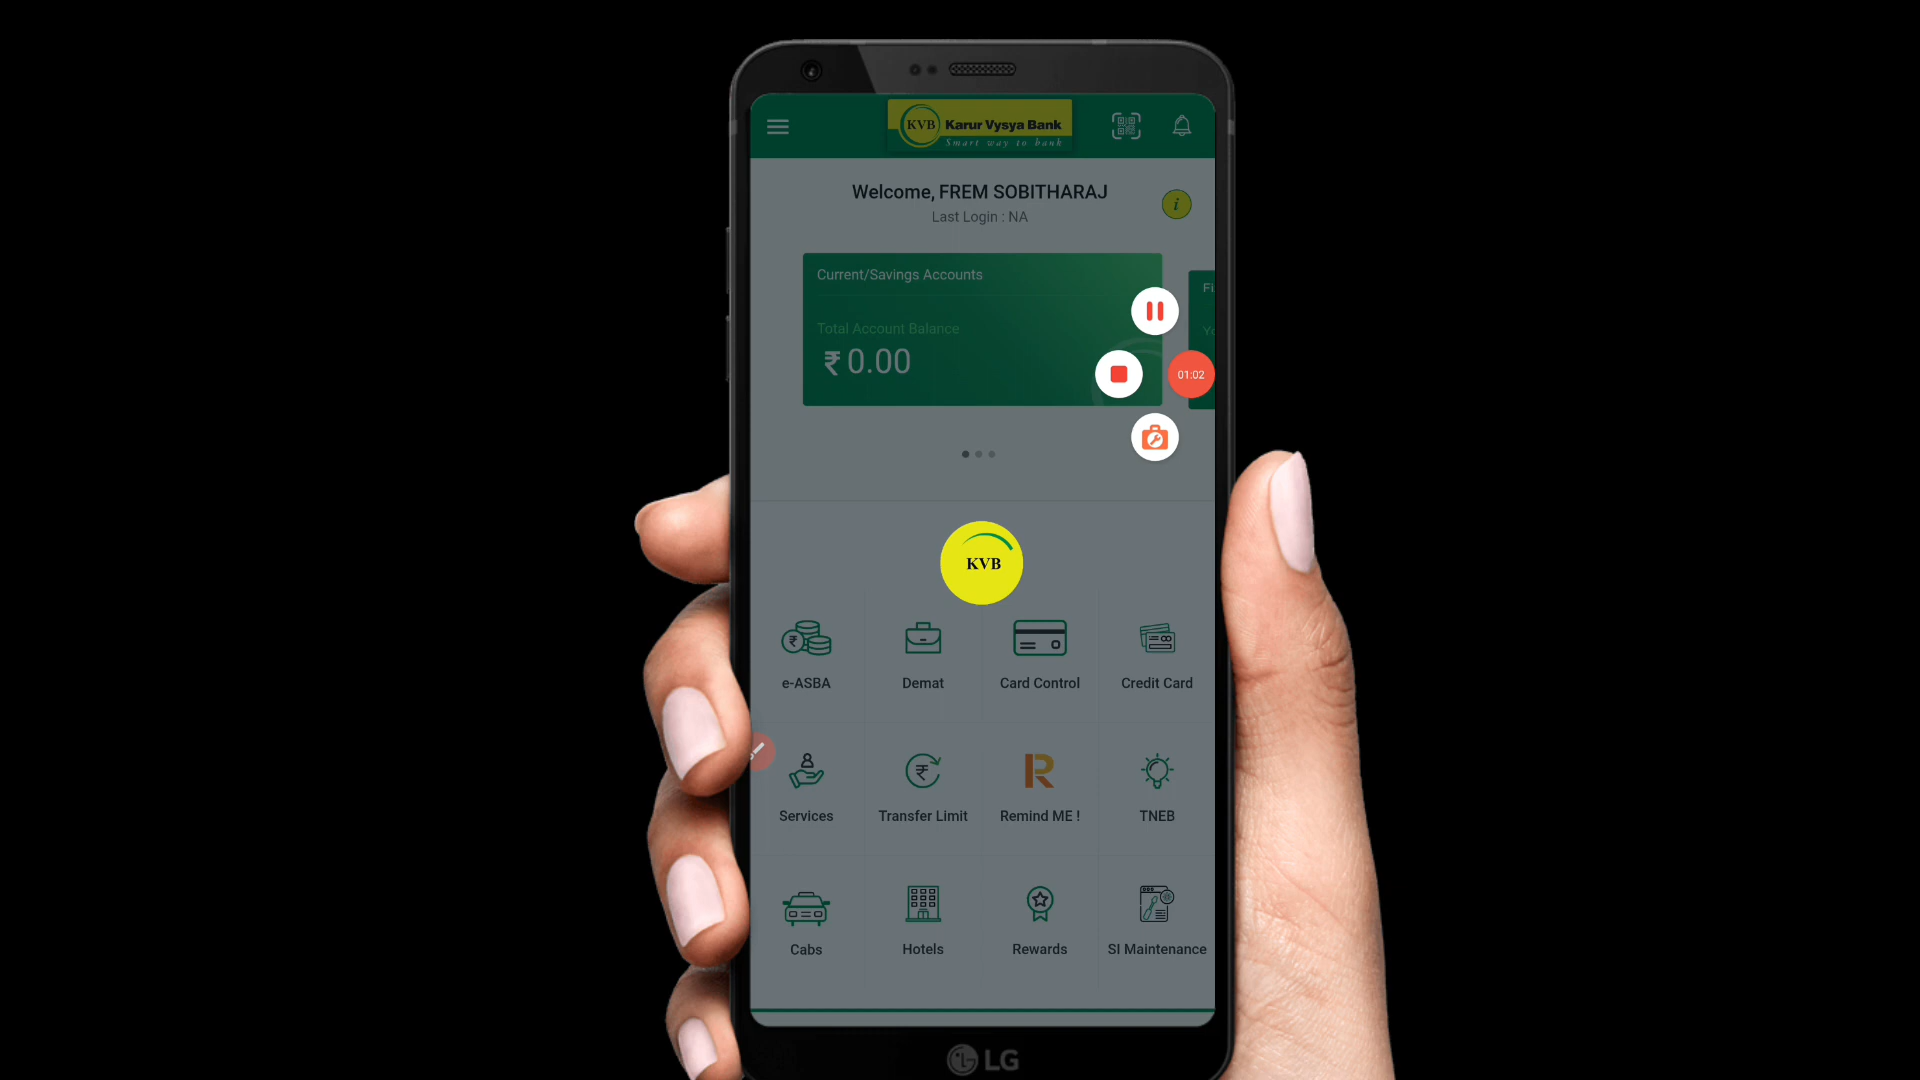 KVB Karur Vysya Bank
Smart way to bank
Welcome, FREM SOBITHARAJ
Last Login : NA
i
Current/Savings Accounts
Fi
Total Account Balance
Yo
₹ 0.00
01:02
KVB
e-ASBA
Demat
Card Control
Credit Card
Services
Transfer Limit
Remind ME !
TNEB
Cabs
Hotels
Rewards
SI Maintenance
LG